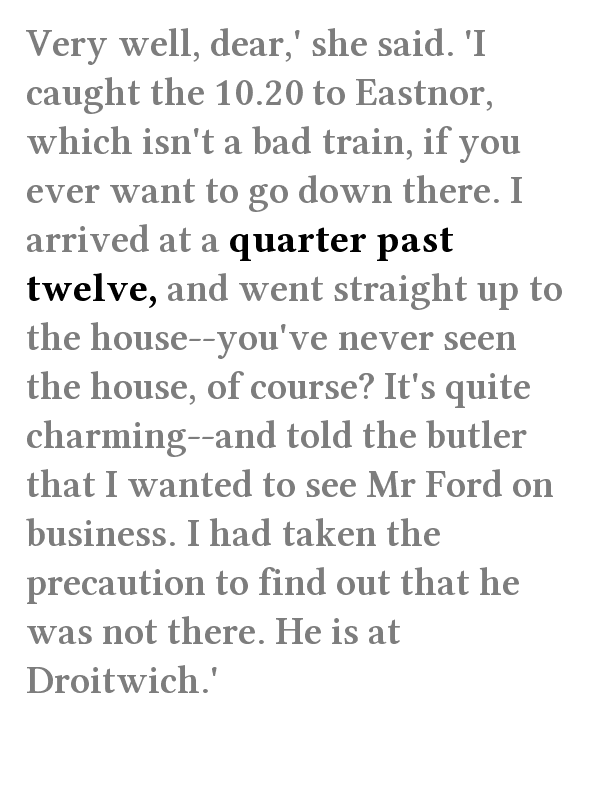 Very well, dear,' she said. 'I
caught the 10.20 to Eastnor,
which isn't a bad train, if you
ever want to go down there. I
arrived at a quarter past
twelve, and went straight up to
the house--you've never seen
the house, of course? It's quite
charming--and told the butler
that I wanted to see Mr Ford on
business. I had taken the
precaution to find out that he
was not there. He is at
Droitwich.'